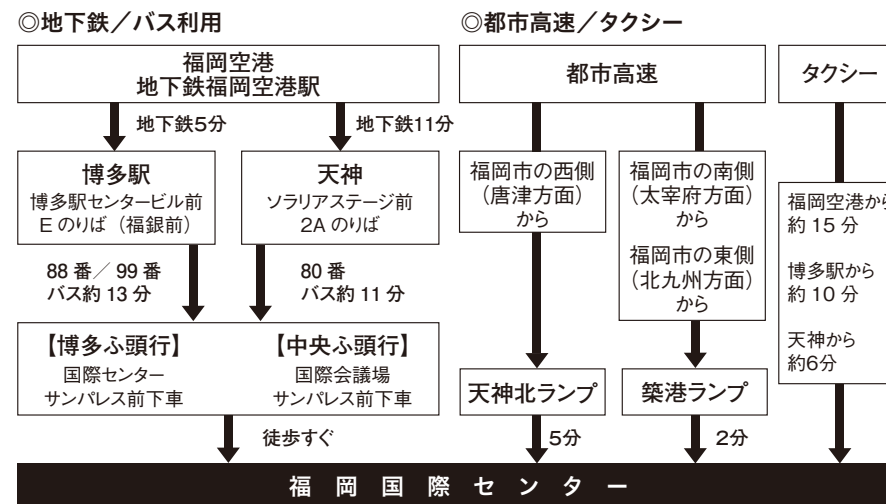 ◎地下鉄／バス利用
福岡空港
地下鉄福岡空港駅
地下鉄5分
地下鉄11分
博多駅
博多駅センタービル前
E のりば（福銀前）
天神
ソラリアステージ前
2A のりば
88 番／ 99 番
バス約 13 分
80 番
バス約 11 分
【博多ふ頭行】
国際センター
サンパレス前下車
【中央ふ頭行】
国際会議場
サンパレス前下車
徒歩すぐ
◎都市高速／タクシー
都市高速
福岡市の西側
（唐津方面）
から
福岡市の南側
（太宰府方面）
から
福岡市の東側
（北九州方面）
から
天神北ランプ
築港ランプ
5分
2分
タクシー
福岡空港から
約 15 分
博多駅から
約 10 分
天神から
約6分
福岡国際センター